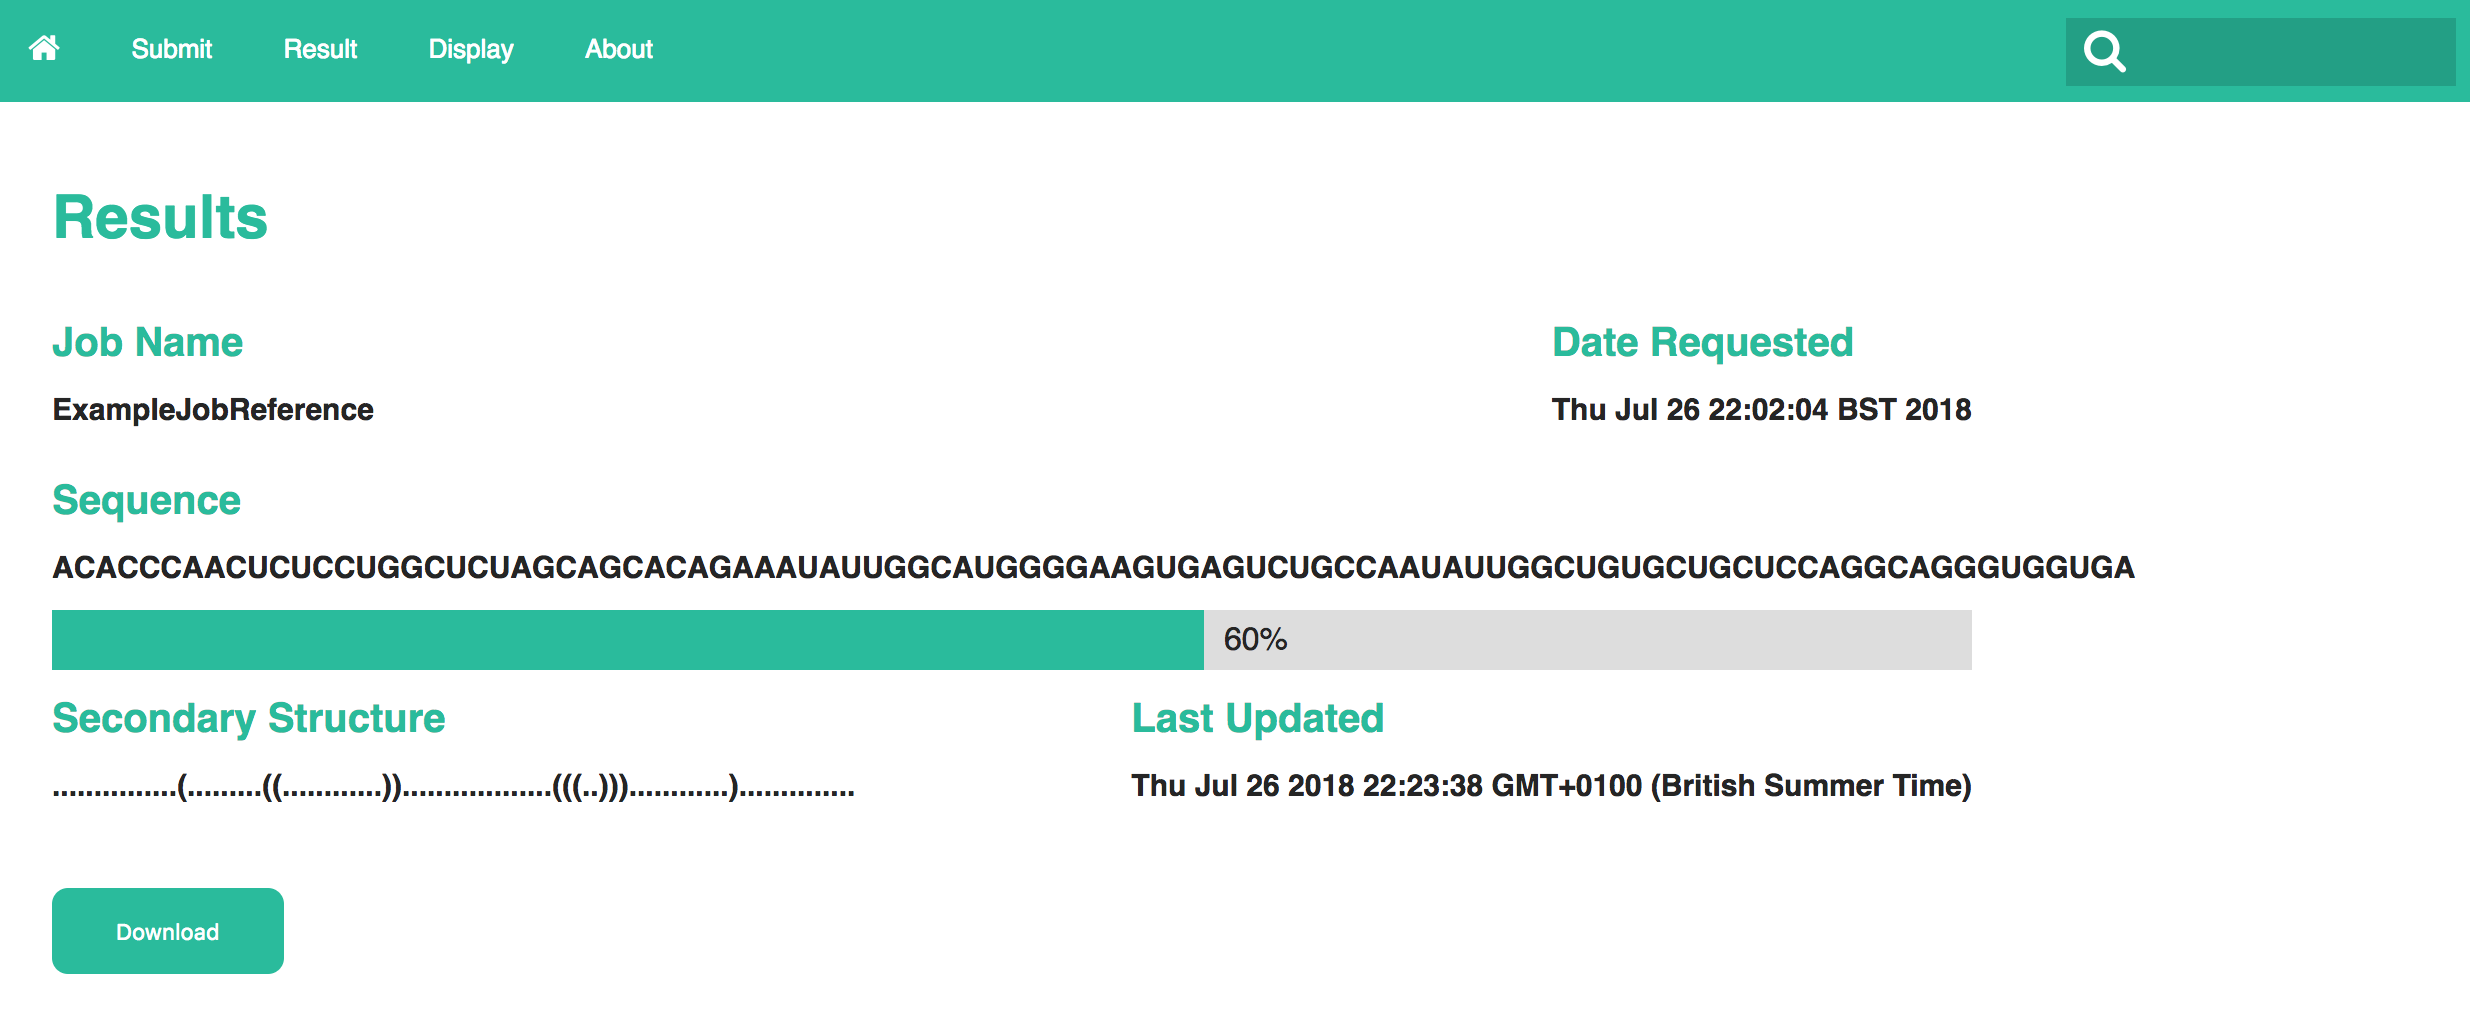 Submit Result Display About
Results
Job Name
ExampleJobReference
Date Requested
Thu Jul 26 22:02:04 BST 2018
Sequence
ACACCCAACUCUCCUGGCUCUAGCAGCACAGAAAUAUUGGCAUGGGGAAGUGAGUCUGCCAAUAUUGGCUGUGCUGCUCCAGGCAGGGUGGUGA
60%
Secondary Structure
...............(.........((............))..................(((..)))............)..............
Last Updated
Thu Jul 26 2018 22:23:38 GMT+0100 (British Summer Time)
Download